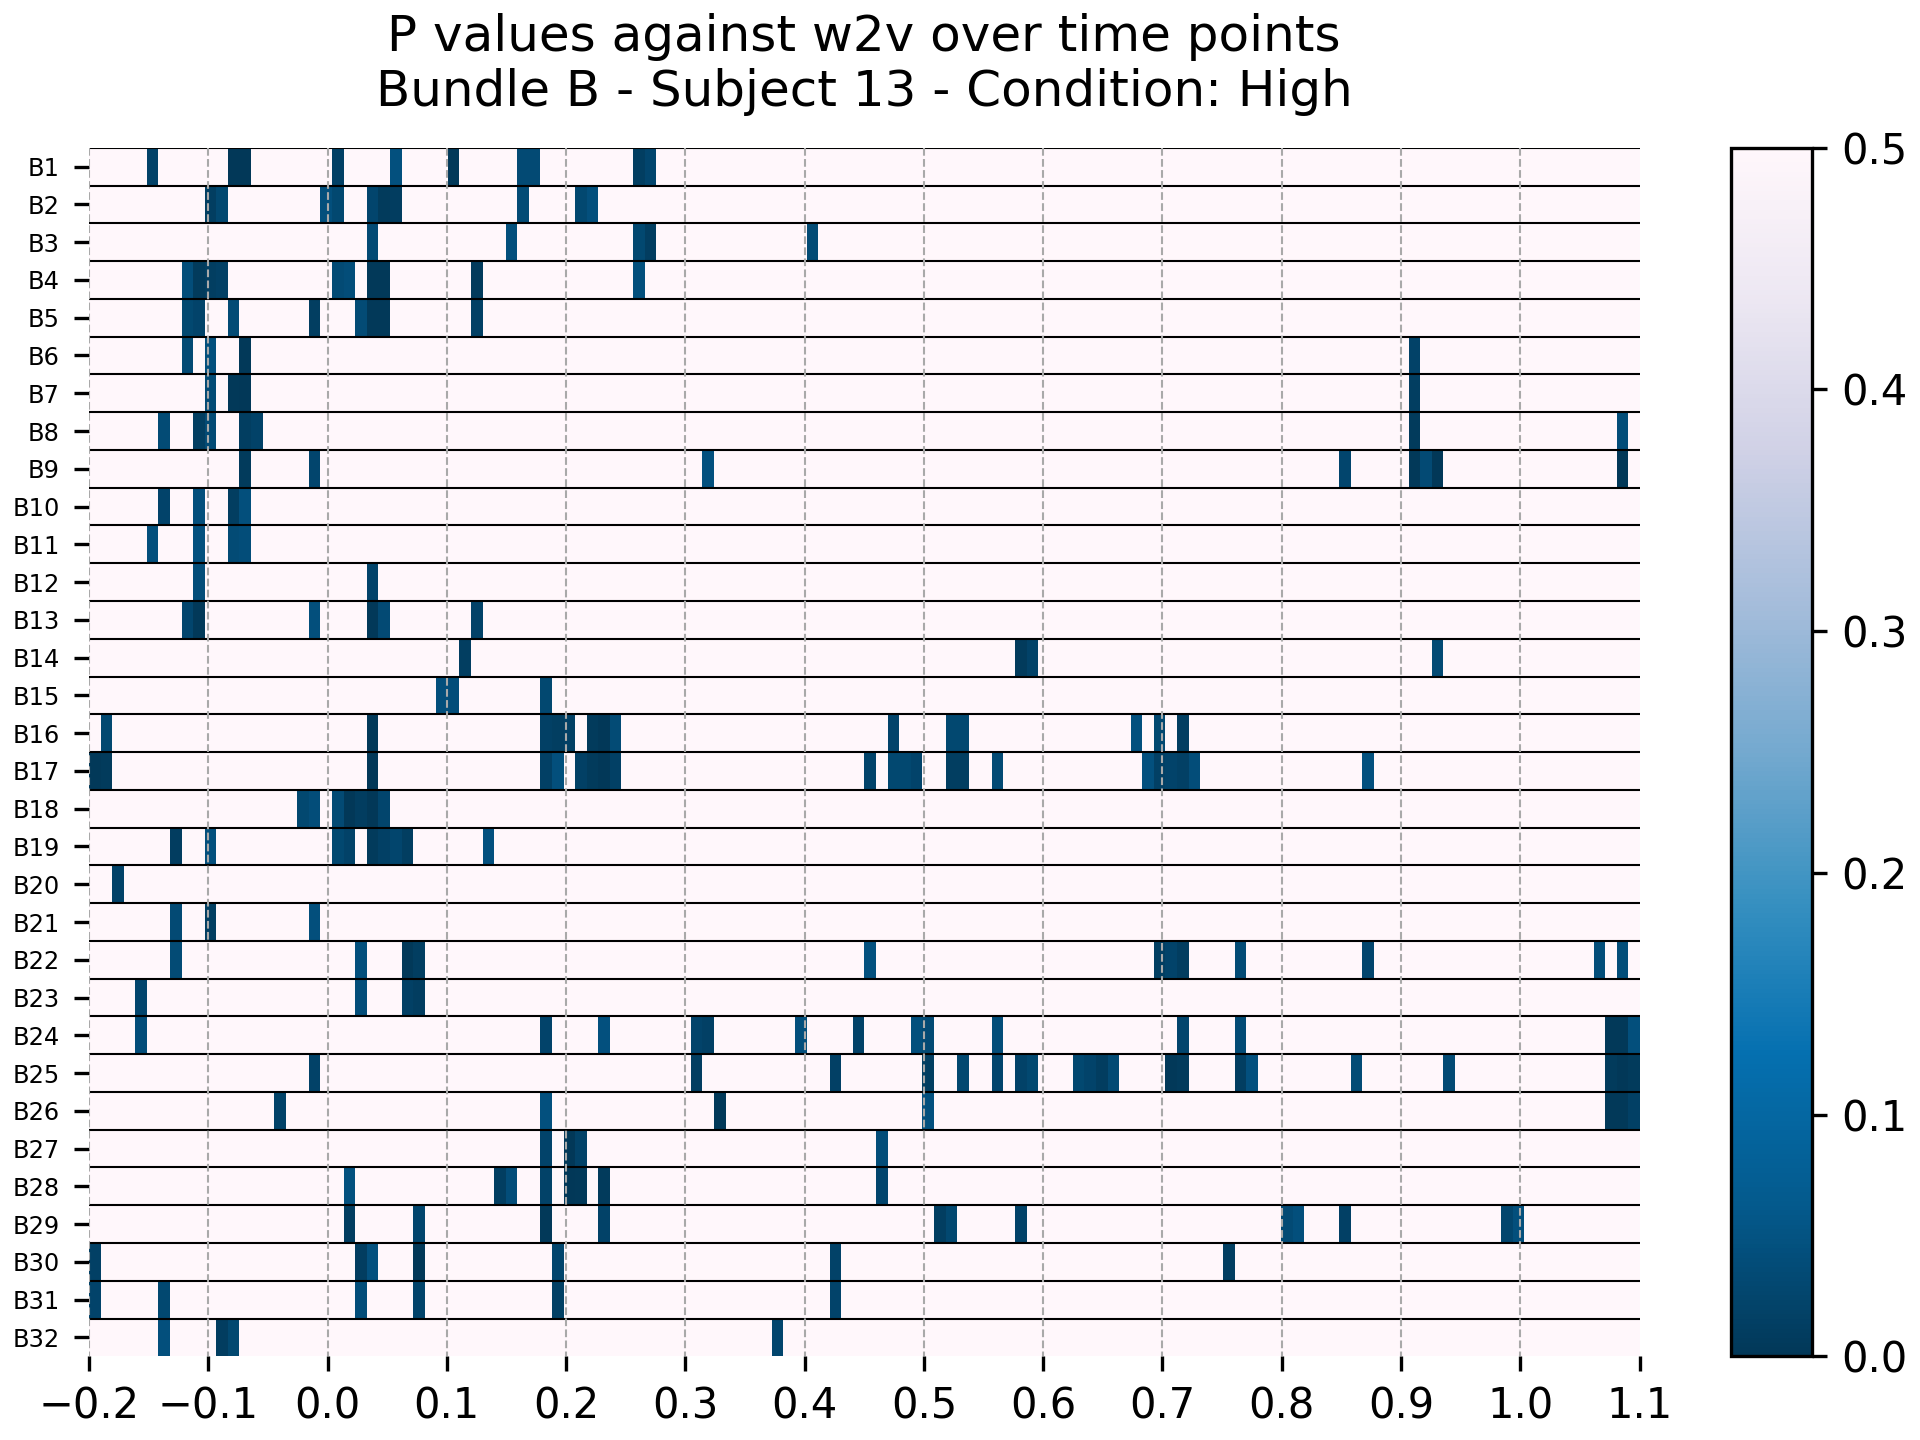 P values against w2v over time points
Bundle B - Subject 13 - Condition: High
B1
B2
B3
B4
B5
B6
B7
B8
B9
B10
B11
B12
B13
B14
B15
B16
B17
B18
B19
B20
B21
B22
B23
B24
B25
B26
B27
B28
B29
B30
B31
B32
−0.2 −0.1 0.0 0.1 0.2 0.3 0.4 0.5 0.6 0.7 0.8 0.9 1.0 1.1
0.5
0.4
0.3
0.2
0.1
0.0